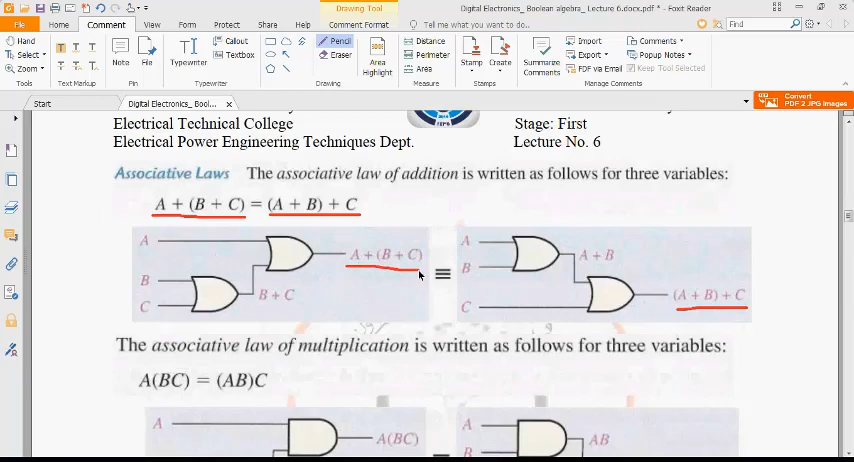 Drawing Tool
Digital Electronics_ Boolean algebra_ Lecture 6.docx.pdf * - Foxit Reader
File
Home
Comment
View
Form
Protect
Share
Help
Comment Format
Tell me what you want to do...
Find
Hand
Select
Zoom
Tools
Text Markup
Note
File
Pin
Typewriter
Callout
Textbox
Typewriter
Pencil
Eraser
Drawing
Area
Highlight
Distance
Perimeter
Area
Measure
Stamp
Create
Stamps
Summarize
Comments
Import
Export
FDF via Email
Comments
Popup Notes
Keep Tool Selected
Manage Comments
Start
Digital Electronics_ Bool...
Convert
PDF 2 JPG Images
Electrical Technical College
Stage: First
Electrical Power Engineering Techniques Dept.
Lecture No. 6
Associative Laws The associative law of addition is written as follows for three variables:
A + (B + C) = (A + B) + C
A
B
C
B + C
A + (B + C)
≡
A
B
C
A + B
(A + B) + C
The associative law of multiplication is written as follows for three variables:
A(BC) = (AB)C
A
A(BC)
A
B
AB